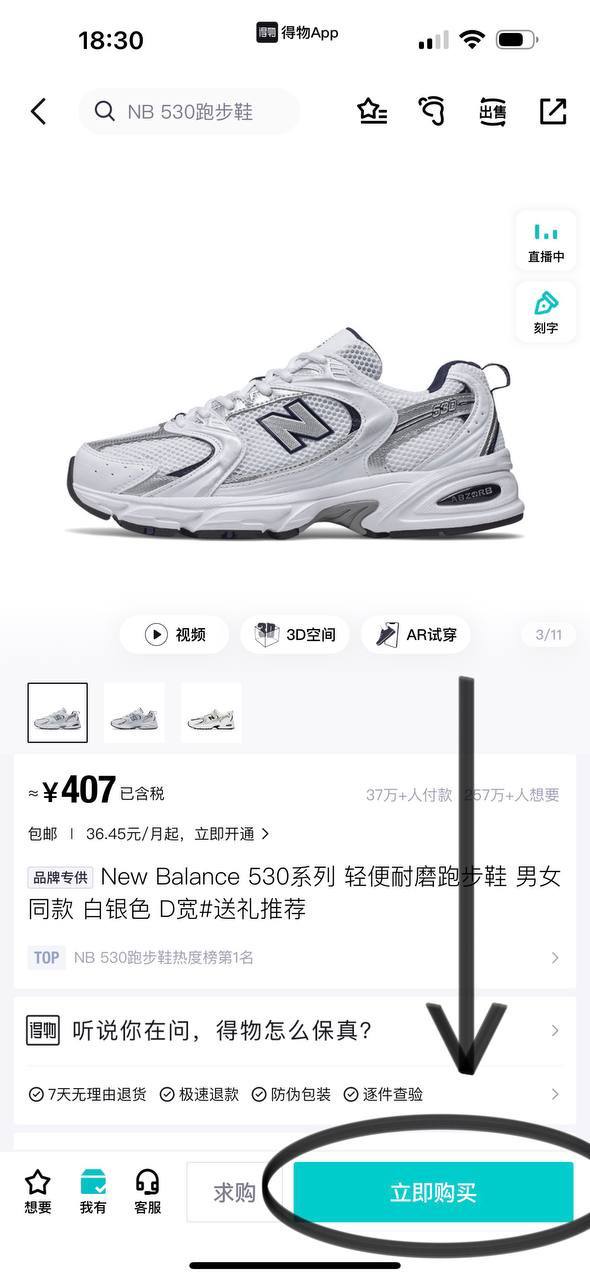 18:30
得物 得物App
NB 530跑步鞋
出售
直播中
刻字
530
N
ABZORB
视频
3D空间
AR试穿
3/11
≈¥407已含税
37万+人付款
257万+人想要
包邮 | 36.45元/月起，立即开通
品牌专供 New Balance 530系列 轻便耐磨跑步鞋 男女
同款 白银色 D宽#送礼推荐
TOP NB 530跑步鞋热度榜第1名
得物 听说你在问，得物怎么保真？
7天无理由退货 极速退款 防伪包装 逐件查验
想要
我有
客服
求购
立即购买